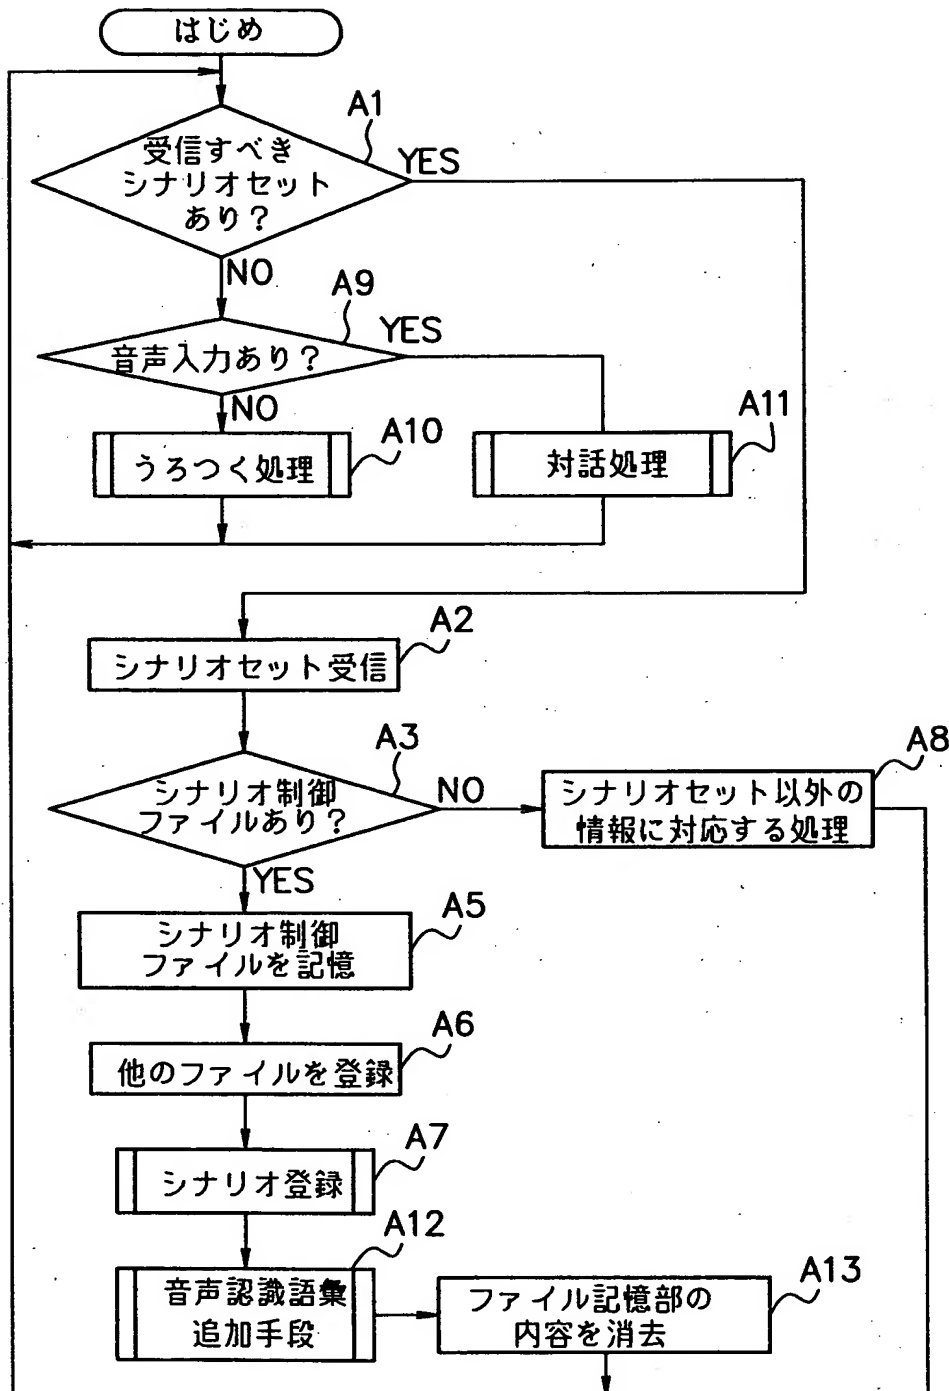 はじめ
A1
受信すべき
シナリオセット
あり?
YES
NO
A9
音声入力あり?
YES
NO
A10
うろつく処理
A11
対話処理
A2
シナリオセット受信
A3
シナリオ制御
ファイルあり?
NO
A8
シナリオセット以外の
情報に対応する処理
YES
A5
シナリオ制御
ファイルを記憶
A6
他のファイルを登録
A7
シナリオ登録
A12
音声認識語彙
追加手段
A13
ファイル記憶部の
内容を消去